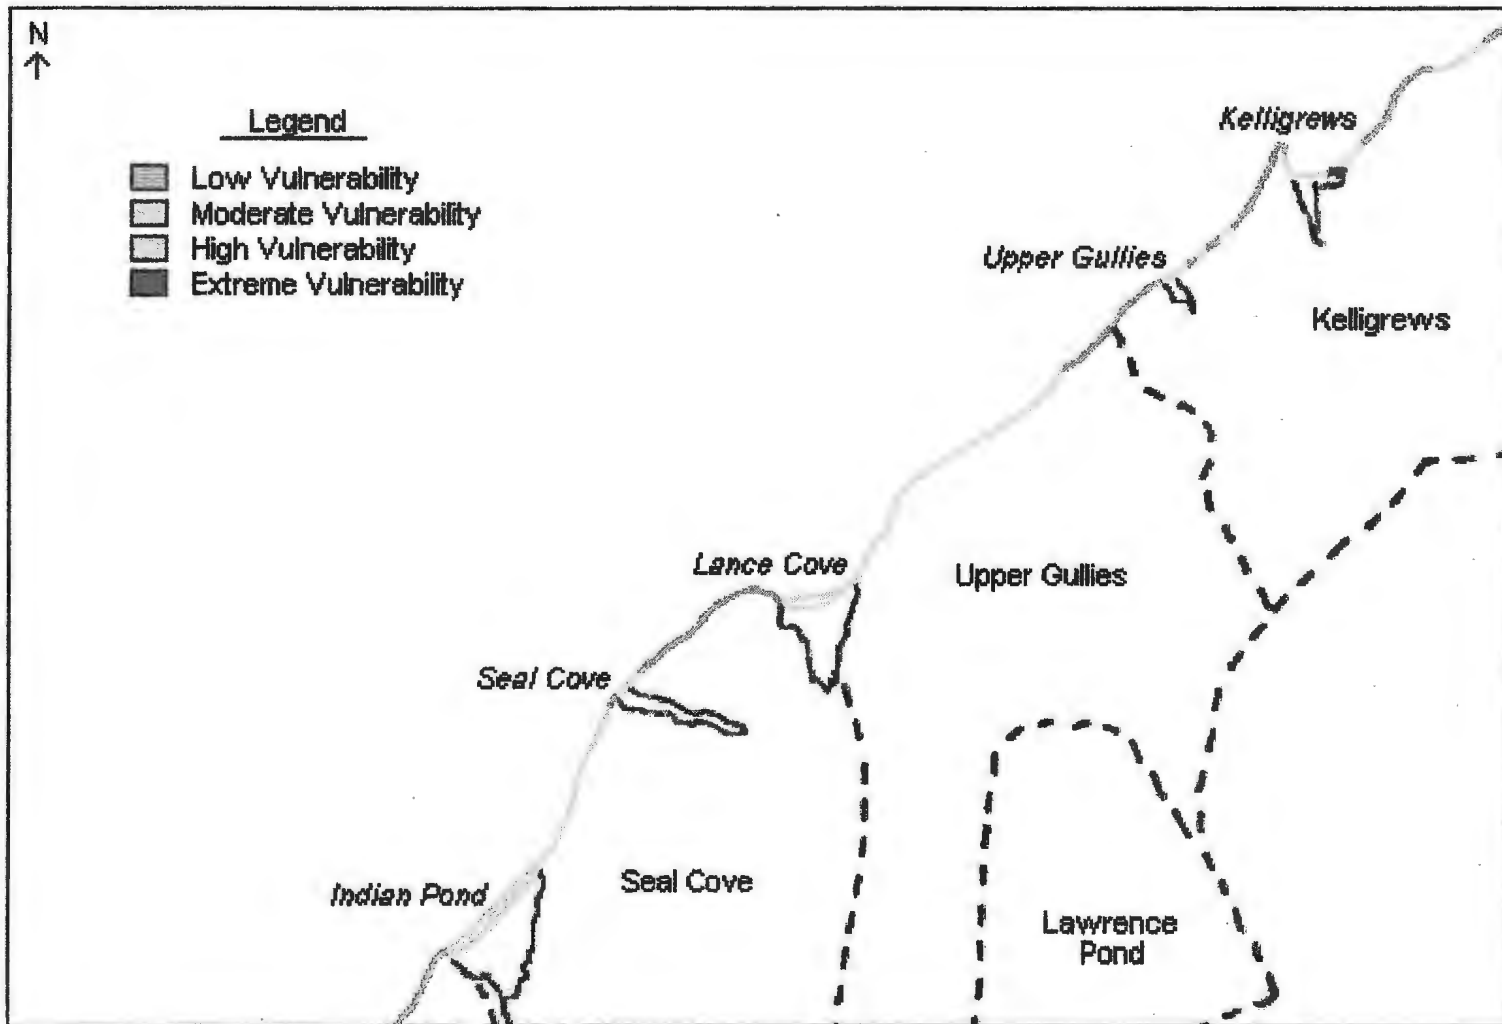 N
Legend
Low Vulnerability
Moderate Vulnerability
High Vulnerability
Extreme Vulnerability
Kelligrews
Upper Gullies
Kelligrews
Lance Cove
Upper Gullies
Seal Cove
Indian Pond
Seal Cove
Lawrence
Pond